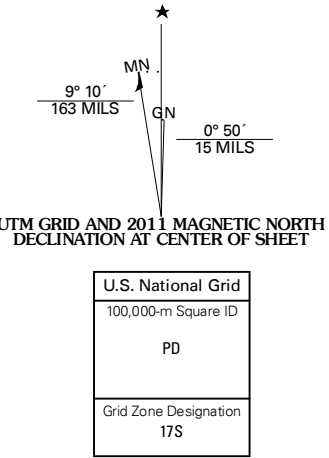 ★
MN
9° 10´
163 MILS
GN
0° 50´
15 MILS
UTM GRID AND 2011 MAGNETIC NORTH
DECLINATION AT CENTER OF SHEET
U.S. National Grid
100,000-m Square ID
PD
Grid Zone Designation
17S